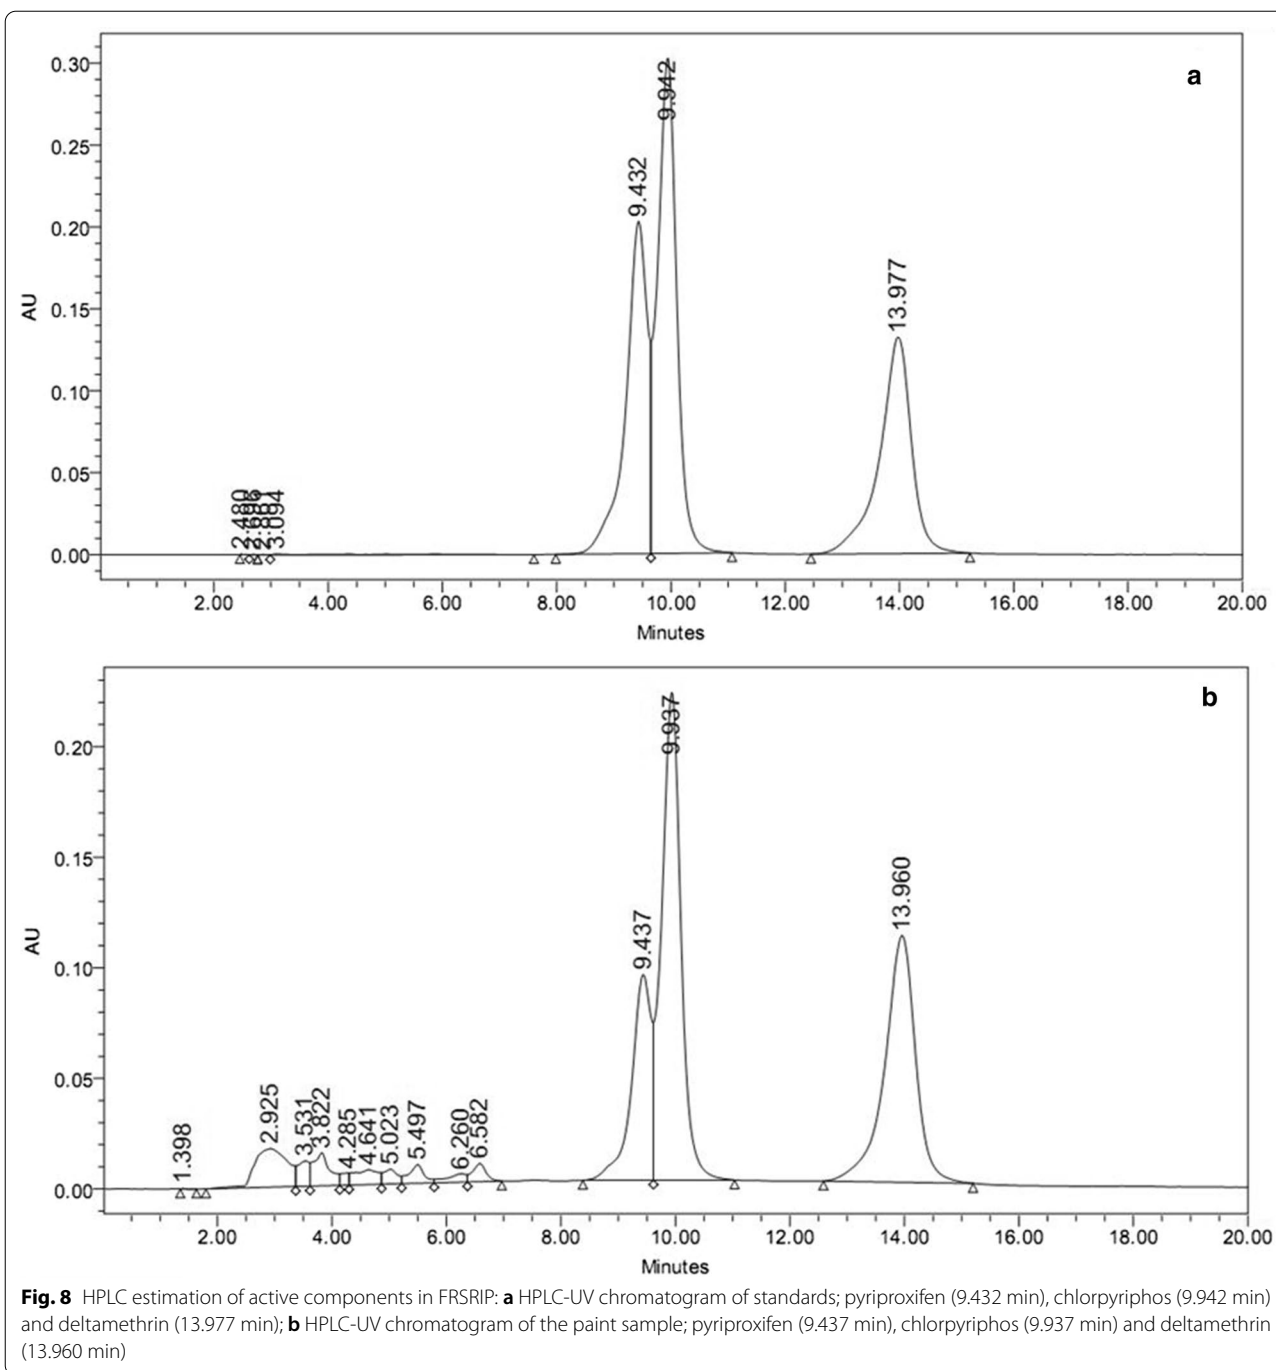 a
0.30
0.25
0.20
0.15
0.10
0.05
0.00
AU
2.480
3.094
9.432
9.942
13.977
2.00 4.00 6.00 8.00 10.00 12.00 14.00 16.00 18.00 20.00
Minutes
b
0.20
0.15
0.10
0.05
0.00
AU
1.398
2.925
3.531
3.822
4.285
4.641
5.023
5.497
6.260
6.582
9.437
9.937
13.960
2.00 4.00 6.00 8.00 10.00 12.00 14.00 16.00 18.00 20.00
Minutes
Fig. 8 HPLC estimation of active components in FRSRIP: a HPLC-UV chromatogram of standards; pyriproxifen (9.432 min), chlorpyriphos (9.942 min)
and deltamethrin (13.977 min); b HPLC-UV chromatogram of the paint sample; pyriproxifen (9.437 min), chlorpyriphos (9.937 min) and deltamethrin
(13.960 min)